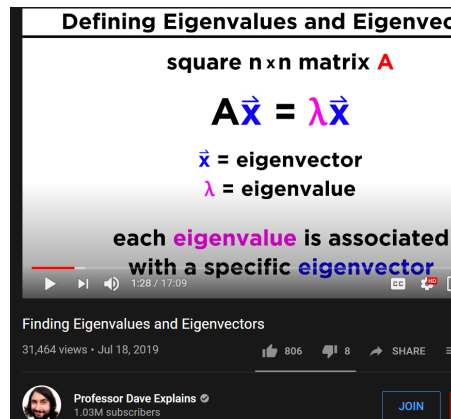 Defining Eigenvalues and Eigenvec
square n×n matrix A
Ax⃗ = λx⃗
x⃗ = eigenvector
λ = eigenvalue
each eigenvalue is associated
with a specific eigenvector
1:28 / 17:09
CC
HD
Finding Eigenvalues and Eigenvectors
31,464 views • Jul 18, 2019
806
8
SHARE
Professor Dave Explains
1.03M subscribers
JOIN